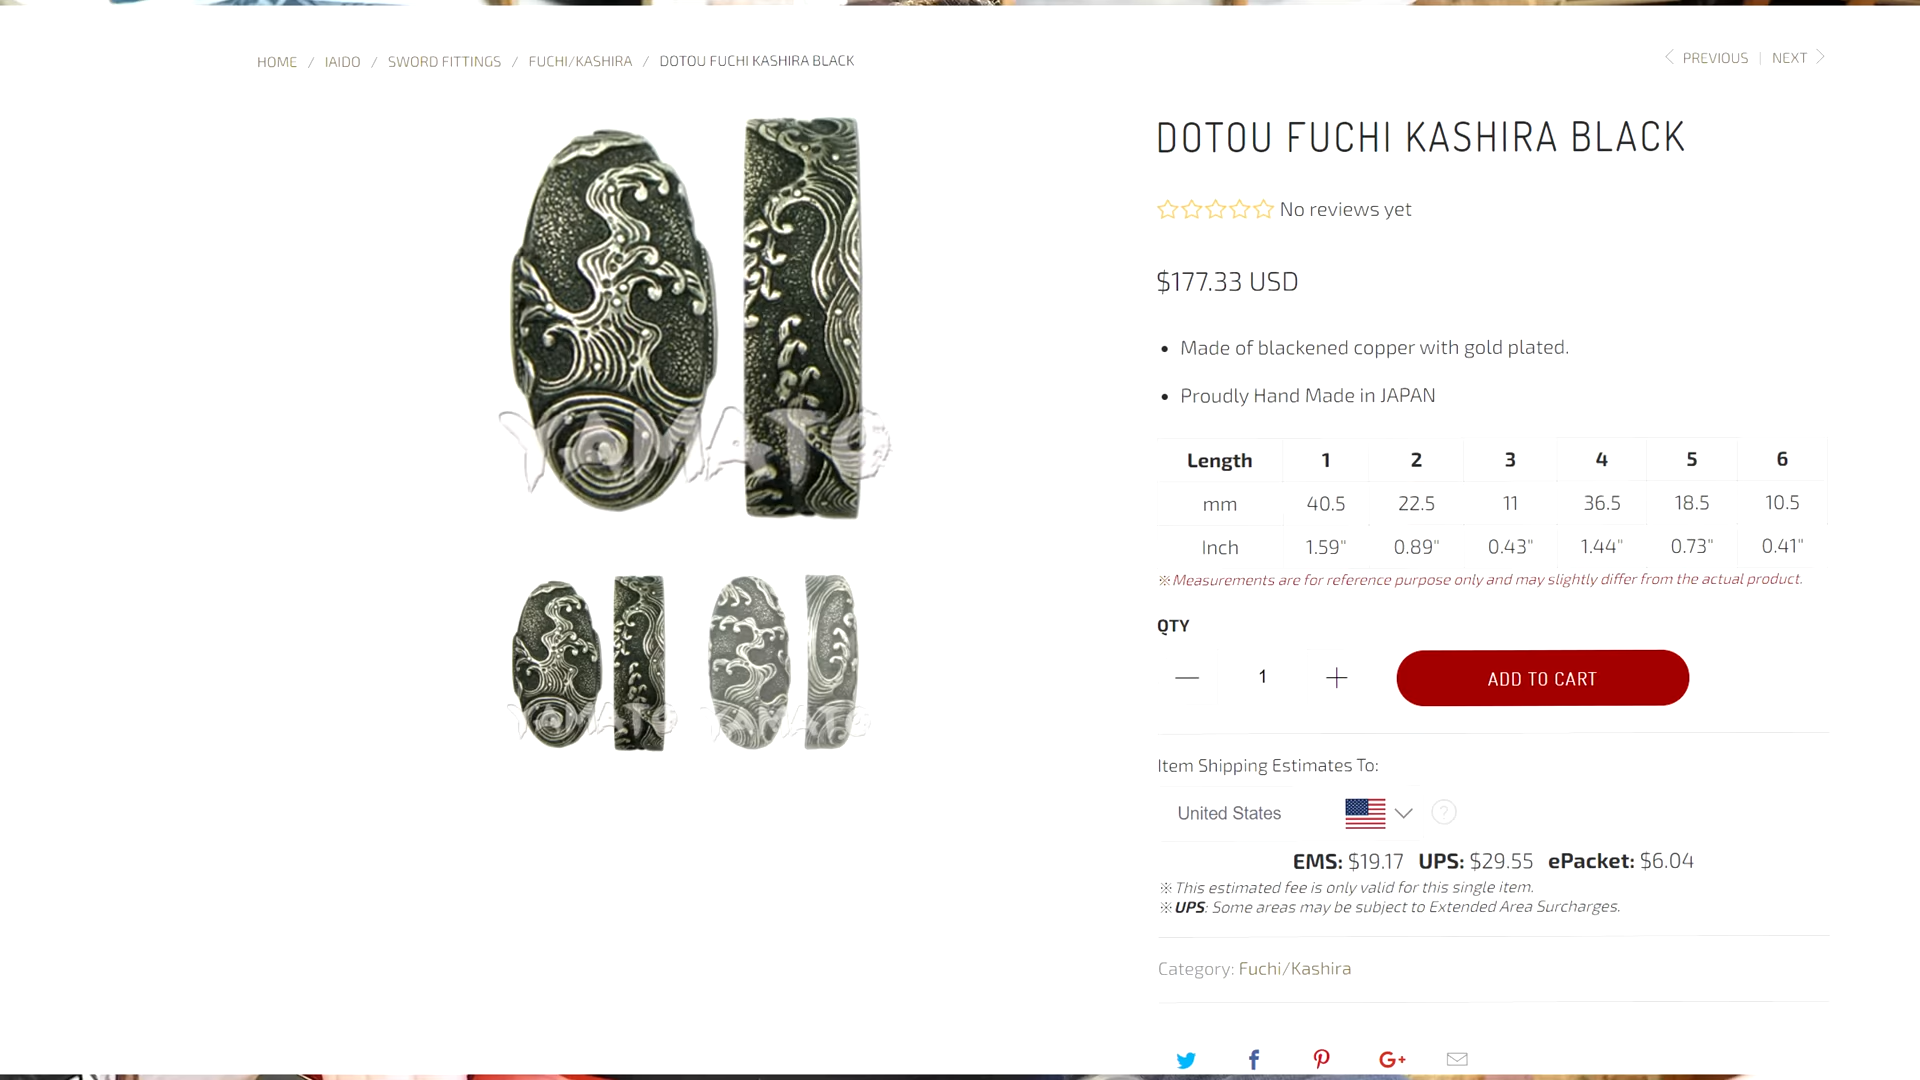 HOME / IAIDO / SWORD FITTINGS / FUCHI/KASHIRA / DOTOU FUCHI KASHIRA BLACK
PREVIOUS | NEXT
DOTOU FUCHI KASHIRA BLACK
No reviews yet
$177.33 USD
• Made of blackened copper with gold plated.
• Proudly Hand Made in JAPAN
YAMATO
Length 1 2 3 4 5 6
mm 40.5 22.5 11 36.5 18.5 10.5
Inch 1.59" 0.89" 0.43" 1.44" 0.73" 0.41"
※Measurements are for reference purpose only and may slightly differ from the actual product.
QTY
— 1 + ADD TO CART
YAMATO YAMATO
Item Shipping Estimates To:
United States ?
EMS: $19.17 UPS: $29.55 ePacket: $6.04
※This estimated fee is only valid for this single item.
※UPS: Some areas may be subject to Extended Area Surcharges.
Category: Fuchi/Kashira
G+